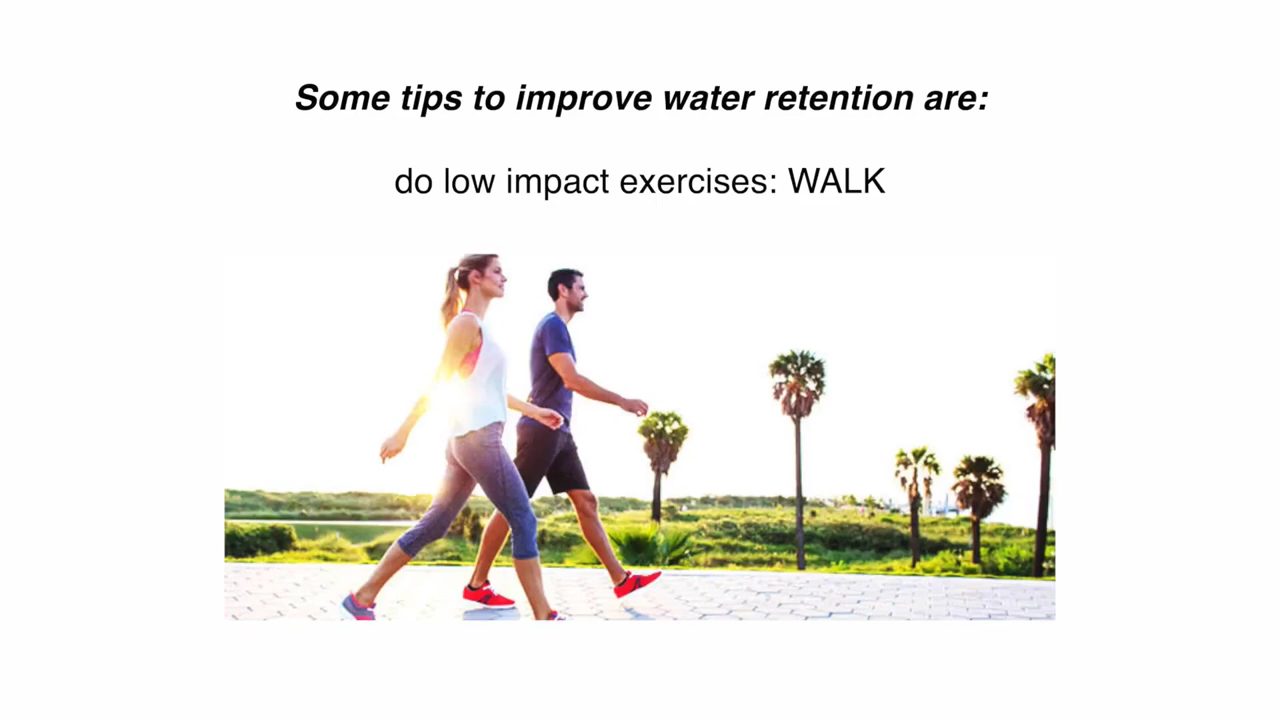 Some tips to improve water retention are:
do low impact exercises: WALK